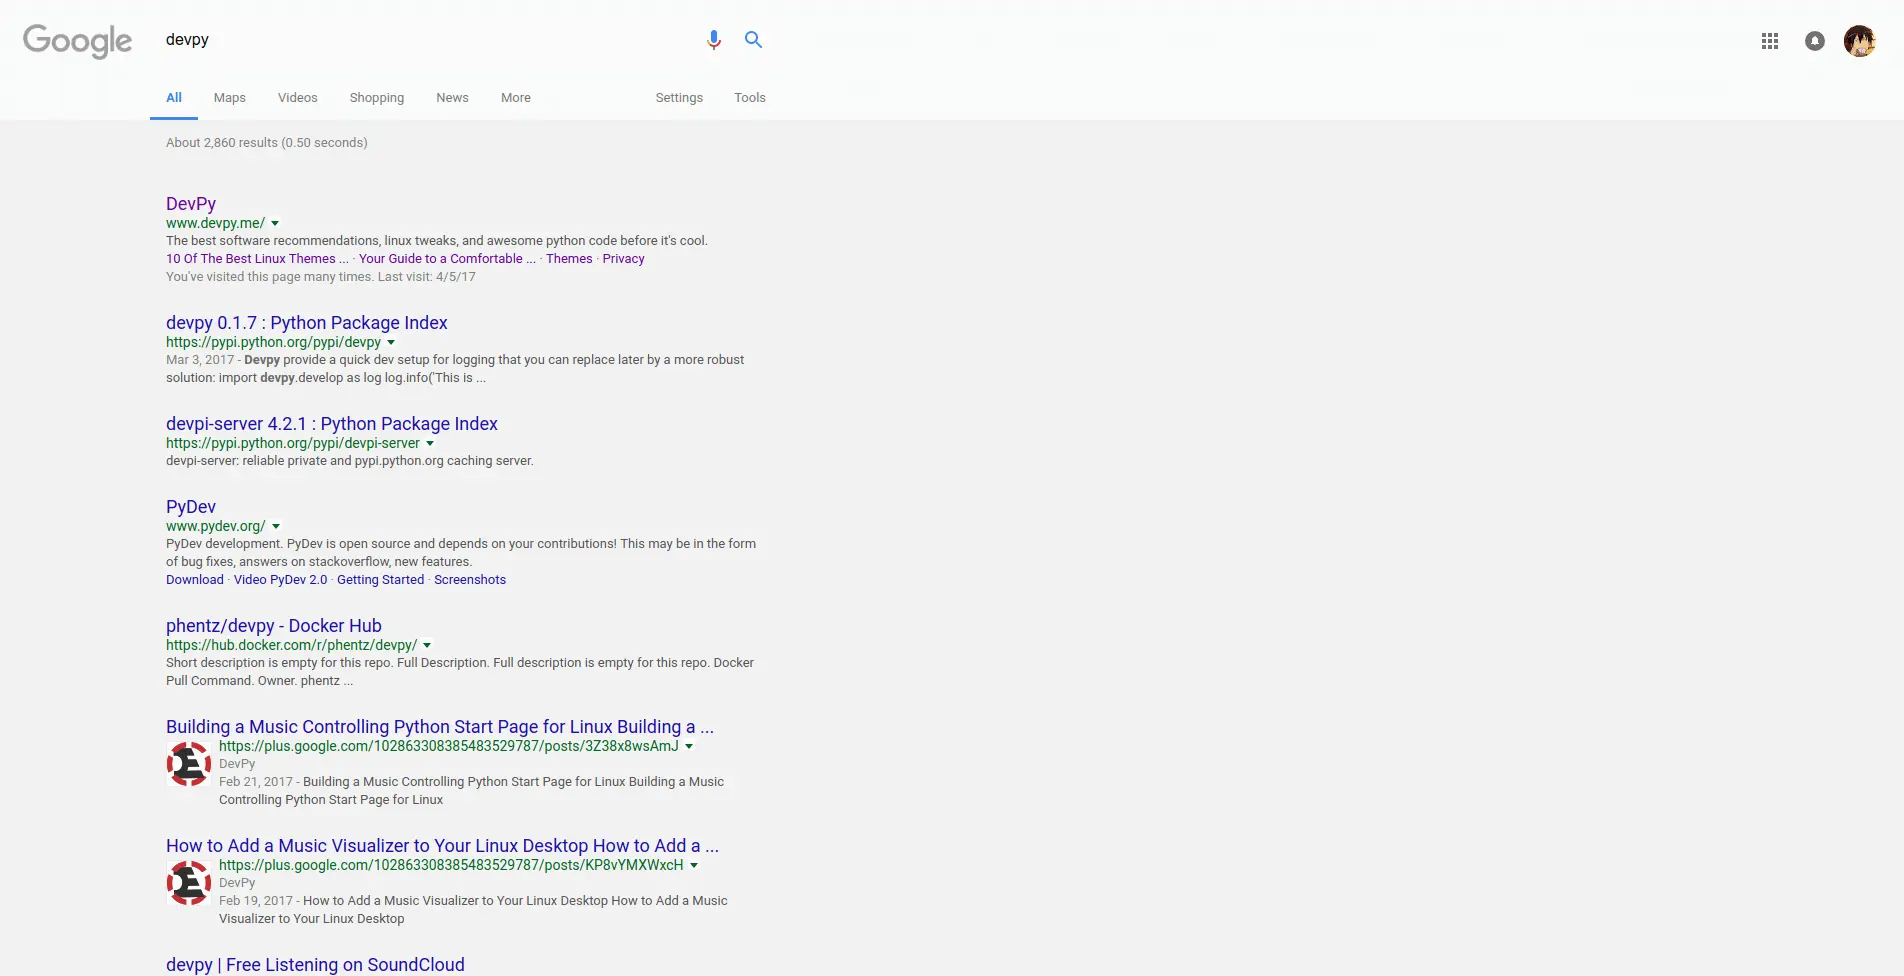 Google
devpy
All Maps Videos Shopping News More Settings Tools
About 2,860 results (0.50 seconds)
DevPy
www.devpy.me/
The best software recommendations, linux tweaks, and awesome python code before it's cool.
10 Of The Best Linux Themes ... · Your Guide to a Comfortable ... · Themes · Privacy
You've visited this page many times. Last visit: 4/5/17
devpy 0.1.7 : Python Package Index
https://pypi.python.org/pypi/devpy
Mar 3, 2017 - Devpy provide a quick dev setup for logging that you can replace later by a more robust
solution: import devpy.develop as log log.info('This is ...
devpi-server 4.2.1 : Python Package Index
https://pypi.python.org/pypi/devpi-server
devpi-server: reliable private and pypi.python.org caching server.
PyDev
www.pydev.org/
PyDev development. PyDev is open source and depends on your contributions! This may be in the form
of bug fixes, answers on stackoverflow, new features.
Download · Video PyDev 2.0 · Getting Started · Screenshots
phentz/devpy - Docker Hub
https://hub.docker.com/r/phentz/devpy/
Short description is empty for this repo. Full Description. Full description is empty for this repo. Docker
Pull Command. Owner. phentz ...
Building a Music Controlling Python Start Page for Linux Building a ...
https://plus.google.com/102863308385483529787/posts/3Z38x8wsAmJ
DevPy
Feb 21, 2017 - Building a Music Controlling Python Start Page for Linux Building a Music
Controlling Python Start Page for Linux
How to Add a Music Visualizer to Your Linux Desktop How to Add a ...
https://plus.google.com/102863308385483529787/posts/KP8vYMXWxcH
DevPy
Feb 19, 2017 - How to Add a Music Visualizer to Your Linux Desktop How to Add a Music
Visualizer to Your Linux Desktop
devpy | Free Listening on SoundCloud